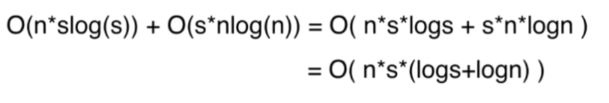 O(n*slog(s)) + O(s*nlog(n)) = O( n*s*logs + s*n*logn )
= O( n*s*(logs+logn) )